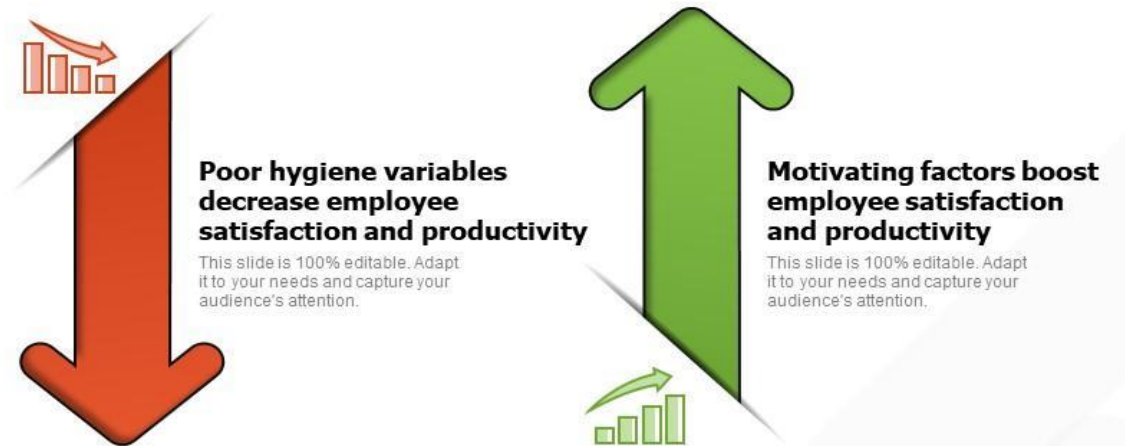 Poor hygiene variables
decrease employee
satisfaction and productivity
This slide is 100% editable. Adapt
it to your needs and capture your
audience's attention.
Motivating factors boost
employee satisfaction
and productivity
This slide is 100% editable. Adapt
it to your needs and capture your
audience's attention.